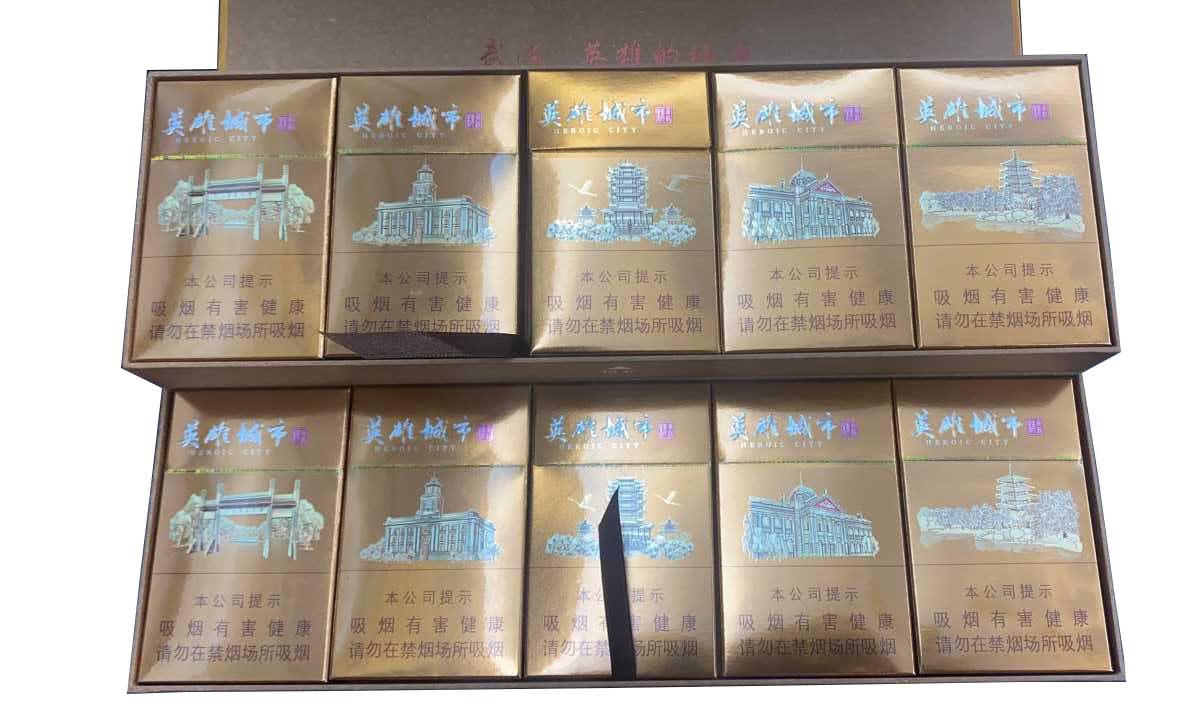 武汉 英雄的城市
英雄城市
HEROIC CITY
本公司提示
吸烟有害健康
请勿在禁烟场所吸烟
英雄城市
HEROIC CITY
本公司提示
吸烟有害健康
请勿在禁烟场所吸烟
英雄城市
HEROIC CITY
本公司提示
吸烟有害健康
请勿在禁烟场所吸烟
英雄城市
HEROIC CITY
本公司提示
吸烟有害健康
请勿在禁烟场所吸烟
英雄城市
HEROIC CITY
本公司提示
吸烟有害健康
请勿在禁烟场所吸烟
英雄城市
HEROIC CITY
本公司提示
吸烟有害健康
请勿在禁烟场所吸烟
英雄城市
HEROIC CITY
本公司提示
吸烟有害健康
请勿在禁烟场所吸烟
英雄城市
HEROIC CITY
本公提示
吸烟害健康
请勿在场所吸烟
英雄城市
HEROIC CITY
本公司提示
吸烟有害健康
请勿在禁烟场所吸烟
英雄城市
HEROIC CITY
本公司提示
吸烟有害健康
请勿在禁烟场所吸烟